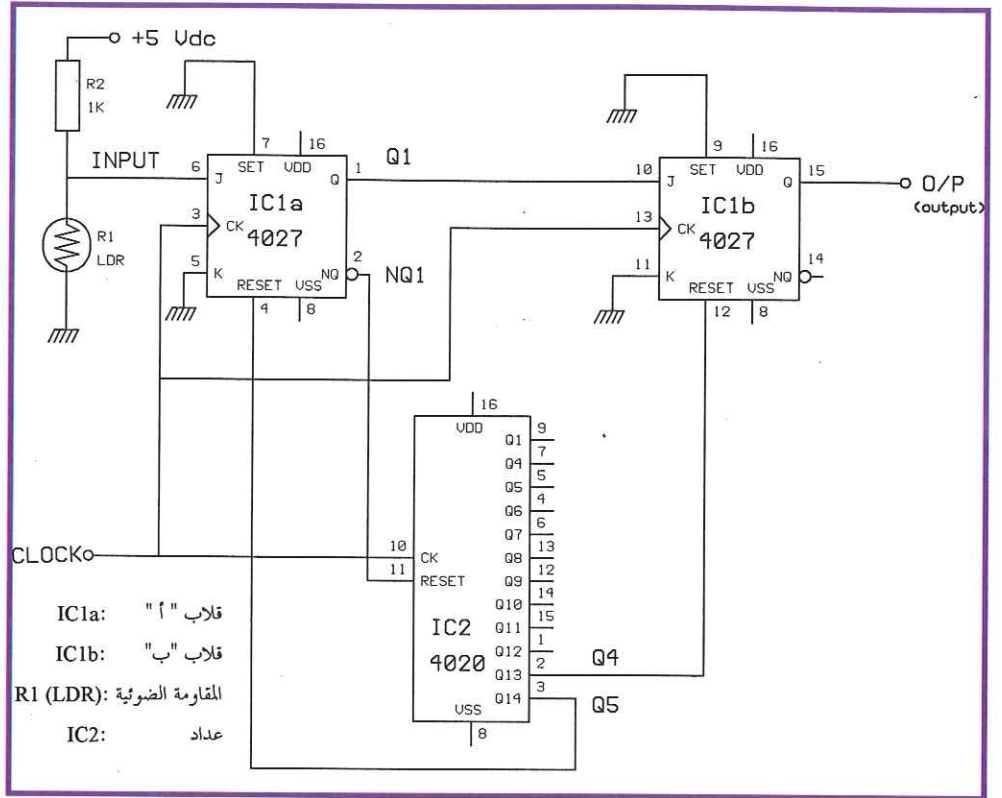 +5 Vdc
R2
1K
INPUT
R1
LDR
7
16
SET
VDD
6
J
Q
1
Q1
IC1a
3
CK
4027
5
K
NQ
2
NQ1
RESET
VSS
4
8
9
16
SET
VDD
10
J
Q
15
O/P
(output)
IC1b
13
CK
4027
11
K
NQ
14
RESET
VSS
12
8
16
VDD
Q1
9
Q4
7
Q5
5
Q6
4
Q7
6
Q8
13
Q9
12
Q10
14
Q11
15
Q12
1
Q13
2
Q4
Q14
3
Q5
CLOCK
10
CK
11
RESET
IC2
4020
VSS
8
IC1a: قلاب " أ "
IC1b: قلاب "ب"
R1 (LDR): المقاومة الضوئية
IC2: عداد